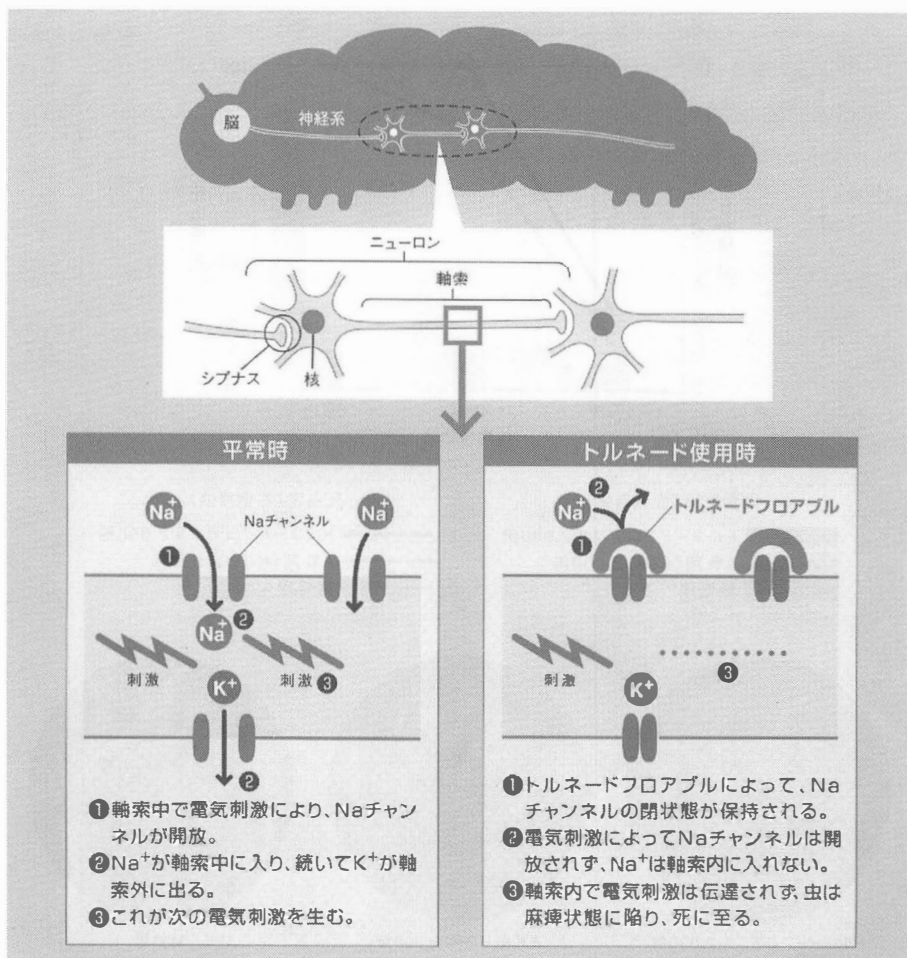 脳
神経系
ニューロン
軸索
シプナス
核
平常時
Na+
Naチャンネル
Na+
❶
Na+
❷
刺激
刺激 ❸
K+
❷
❶軸索中で電気刺激により、Naチャン
ネルが開放。
❷Na+が軸索中に入り、続いてK+が軸
索外に出る。
❸これが次の電気刺激を生む。
トルネード使用時
❷
Na+
トルネードフロアブル
❶
刺激
❸
K+
❶トルネードフロアブルによって、Na
チャンネルの閉状態が保持される。
❷電気刺激によってNaチャンネルは開
放されず、Na+は軸索内に入れない。
❸軸索内で電気刺激は伝達されず、虫は
麻痺状態に陥り、死に至る。